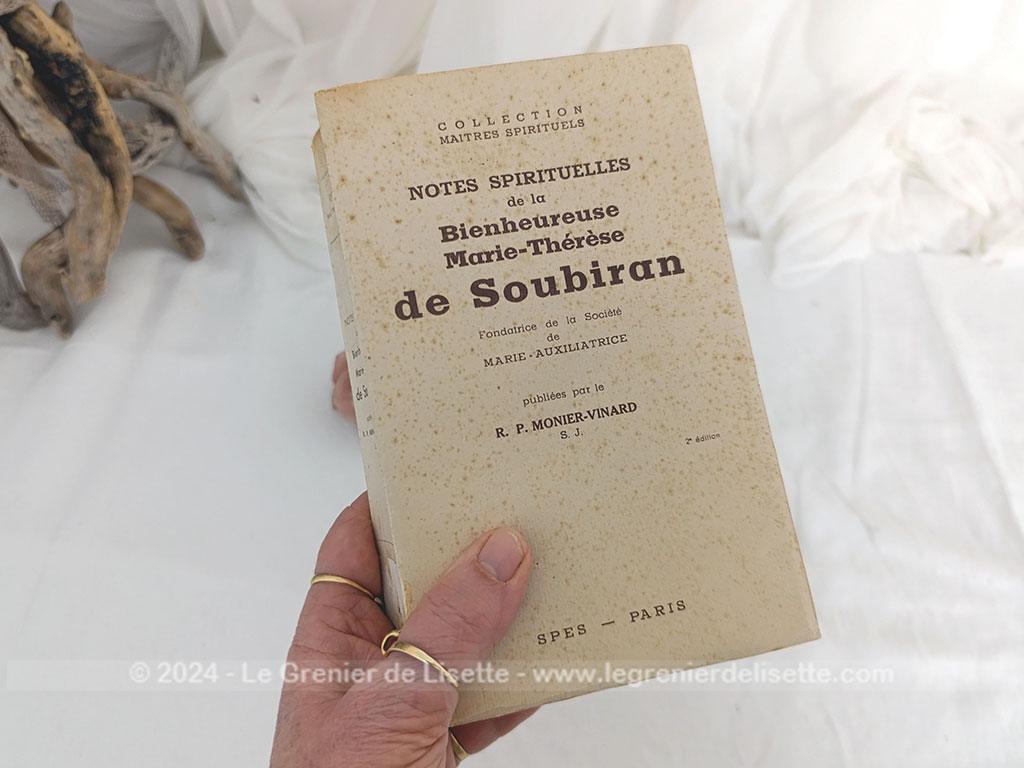 COLLECTION
MAITRES SPIRITUELS
NOTES SPIRITUELLES
de la
Bienheureuse
Marie-Thérèse
de Soubiran
Fondatrice de la Société
de
MARIE-AUXILIATRICE
publiées par le
R. P. MONIER-VINARD
S. J.
2e édition
SPES — PARIS
© 2024 - Le Grenier de Lisette - www.legrenierdelisette.com